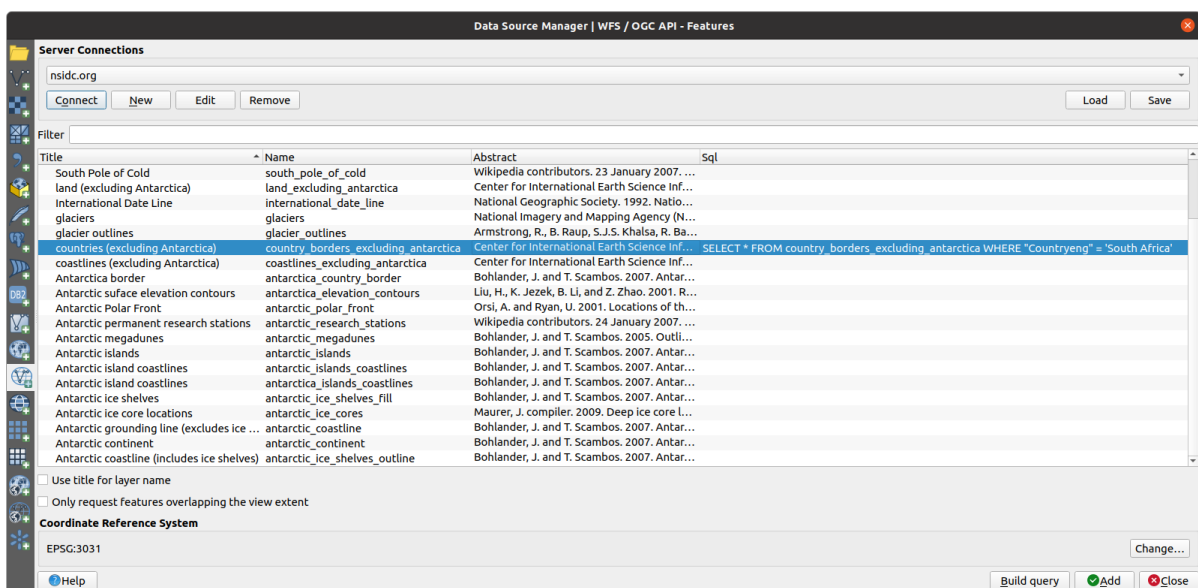 Data Source Manager | WFS / OGC API - Features
Server Connections
nsidc.org
Connect New Edit Remove Load Save
Filter
Title Name Abstract Sql
South Pole of Cold south_pole_of_cold Wikipedia contributors. 23 January 2007. ...
land (excluding Antarctica) land_excluding_antarctica Center for International Earth Science Inf...
International Date Line international_date_line National Geographic Society. 1992. Natio...
glaciers glaciers National Imagery and Mapping Agency (N...
glacier outlines glacier_outlines Armstrong, R., B. Raup, S.J.S. Khalsa, R. Ba...
countries (excluding Antarctica) country_borders_excluding_antarctica Center for International Earth Science Inf... SELECT * FROM country_borders_excluding_antarctica WHERE "Countryeng" = 'South Africa'
coastlines (excluding Antarctica) coastlines_excluding_antarctica Center for International Earth Science Inf...
Antarctica border antarctica_country_border Bohlander, J. and T. Scambos. 2007. Antar...
Antarctic suface elevation contours antarctica_elevation_contours Liu, H., K. Jezek, B. Li, and Z. Zhao. 2001. R...
Antarctic Polar Front antarctic_polar_front Orsi, A. and Ryan, U. 2001. Locations of th...
Antarctic permanent research stations antarctic_research_stations Wikipedia contributors. 24 January 2007. ...
Antarctic megadunes antarctic_megadunes Bohlander, J. and T. Scambos. 2005. Outli...
Antarctic islands antarctic_islands Bohlander, J. and T. Scambos. 2007. Antar...
Antarctic island coastlines antarctic_islands_coastlines Bohlander, J. and T. Scambos. 2007. Antar...
Antarctic island coastlines antarctica_islands_coastlines Bohlander, J. and T. Scambos. 2007. Antar...
Antarctic ice shelves antarctic_ice_shelves_fill Bohlander, J. and T. Scambos. 2007. Antar...
Antarctic ice core locations antarctic_ice_cores Maurer, J. compiler. 2009. Deep ice core l...
Antarctic grounding line (excludes ice ... antarctic_coastline Bohlander, J. and T. Scambos. 2007. Antar...
Antarctic continent antarctic_continent Bohlander, J. and T. Scambos. 2007. Antar...
Antarctic coastline (includes ice shelves) antarctic_ice_shelves_outline Bohlander, J. and T. Scambos. 2007. Antar...
Use title for layer name
Only request features overlapping the view extent
Coordinate Reference System
EPSG:3031 Change...
Help Build query Add Close
DB2